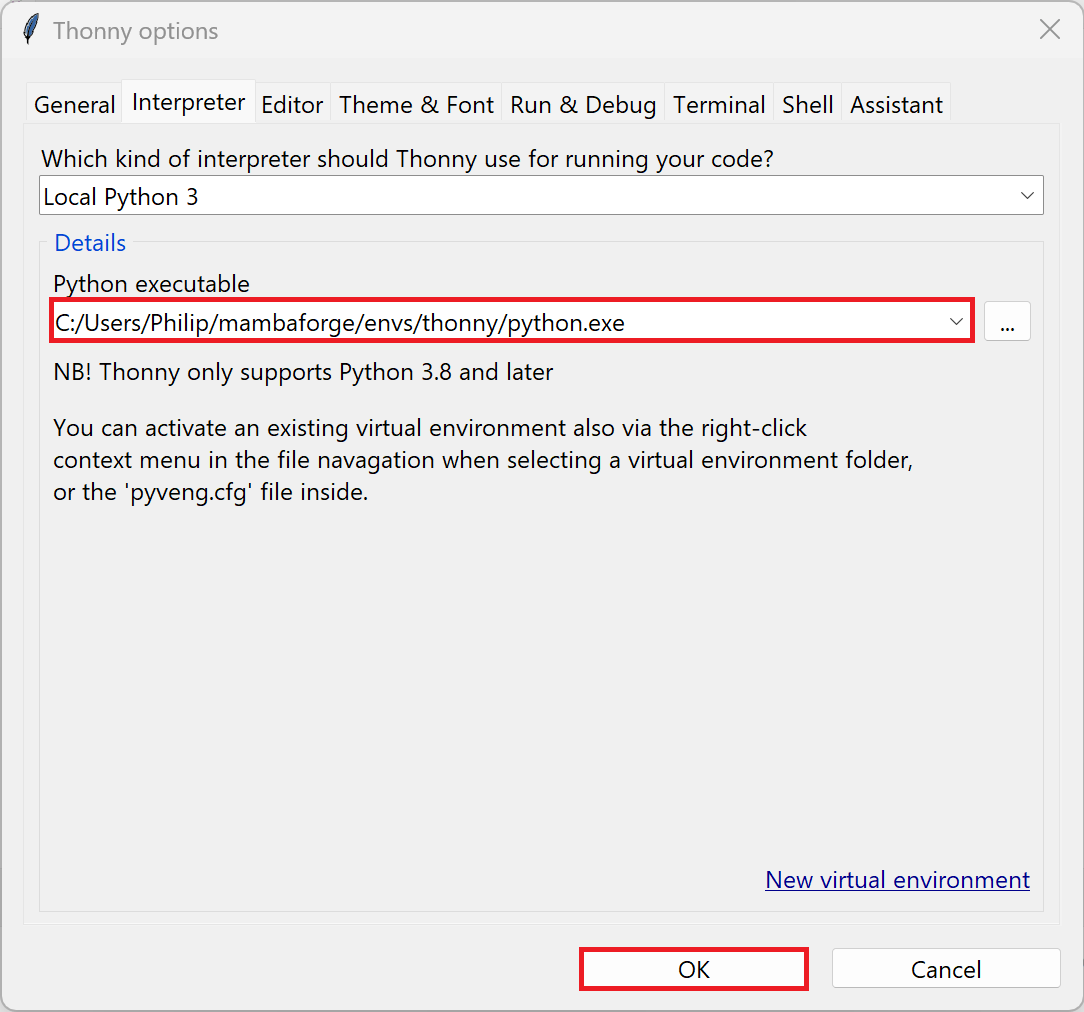 Thonny options
General Interpreter Editor Theme & Font Run & Debug Terminal Shell Assistant
Which kind of interpreter should Thonny use for running your code?
Local Python 3
Details
Python executable
C:/Users/Philip/mambaforge/envs/thonny/python.exe
...
NB! Thonny only supports Python 3.8 and later
You can activate an existing virtual environment also via the right-click
context menu in the file navagation when selecting a virtual environment folder,
or the 'pyveng.cfg' file inside.
New virtual environment
OK Cancel